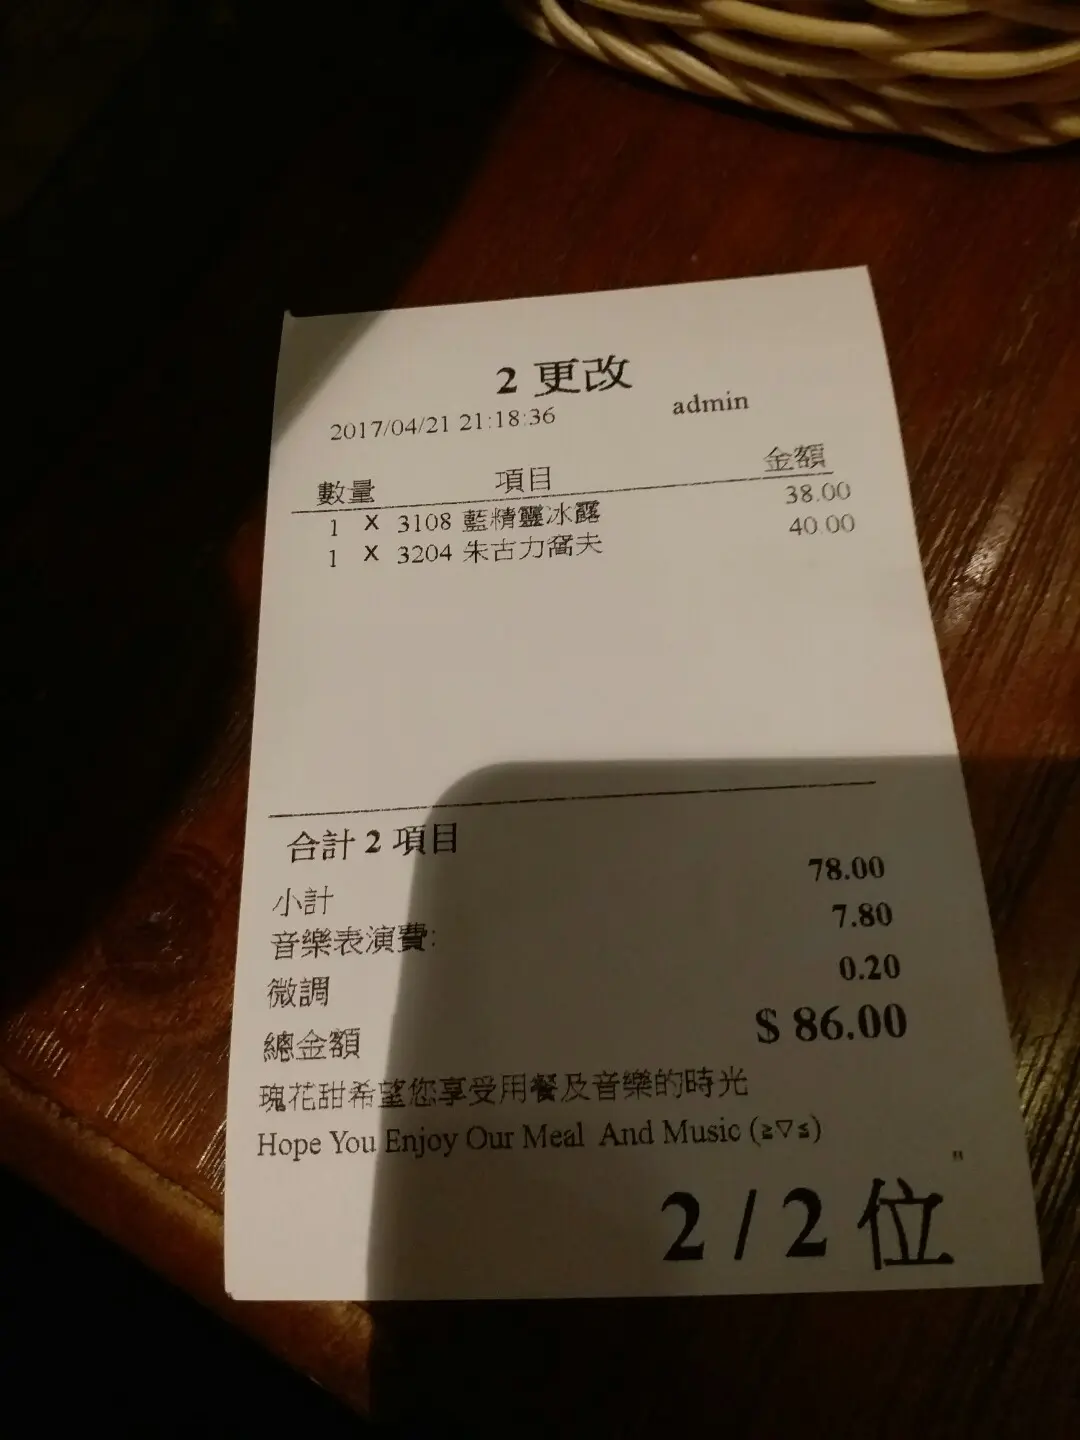 2 更改
2017/04/21 21:18:36 admin
數量 項目 金額
1 X 3108 藍精靈冰露 38.00
1 X 3204 朱古力窩夫 40.00
合計 2 項目
小計 78.00
音樂表演費: 7.80
微調 0.20
總金額 $ 86.00
瑰花甜希望您享受用餐及音樂的時光
Hope You Enjoy Our Meal And Music (≧▽≦)
"
2 / 2 位